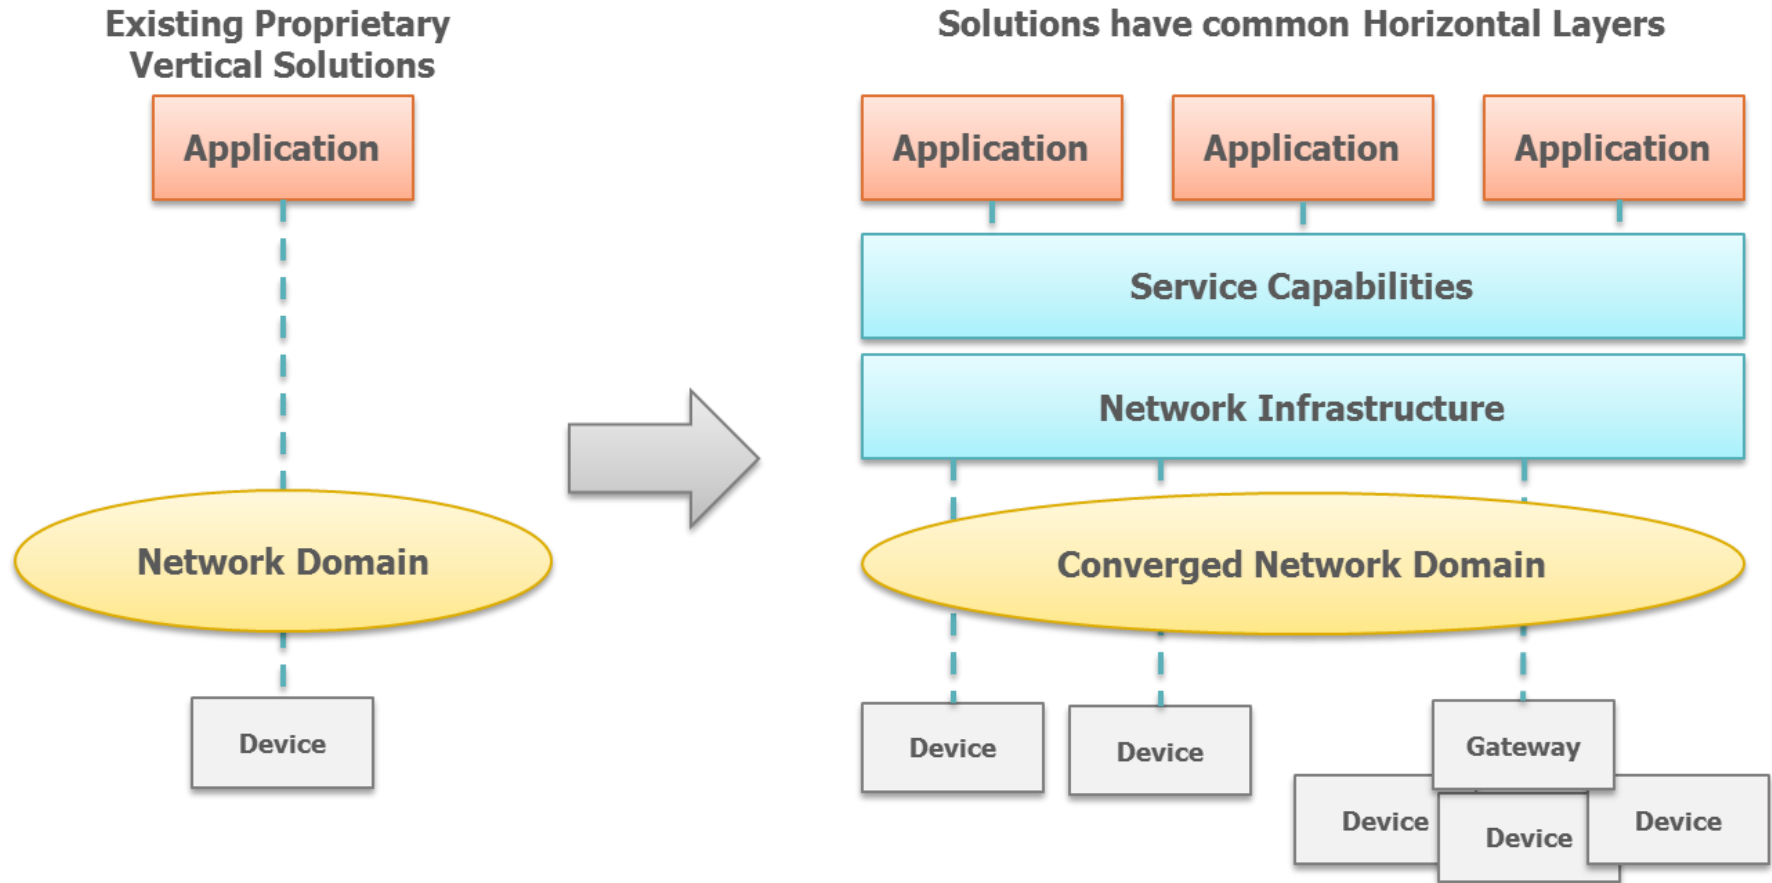 Existing Proprietary
Vertical Solutions
Application
Network Domain
Device
Solutions have common Horizontal Layers
Application
Application
Application
Service Capabilities
Network Infrastructure
Converged Network Domain
Device
Device
Gateway
Device
Device
Device